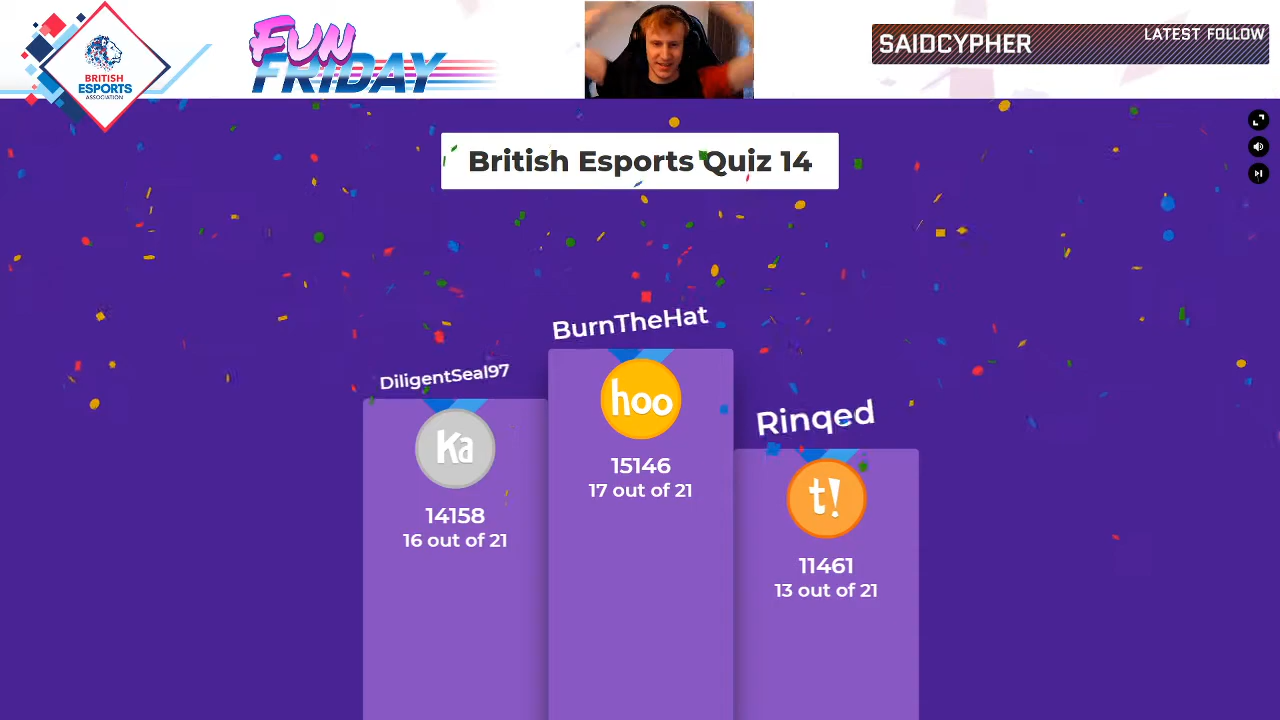 BRITISH
ESPORTS
ASSOCIATION
FUN
FRIDAY
SAIDCYPHER
LATEST FOLLOW
British Esports Quiz 14
DiligentSeal97
Ka
14158
16 out of 21
BurnTheHat
hoo
15146
17 out of 21
Rinqed
t!
11461
13 out of 21